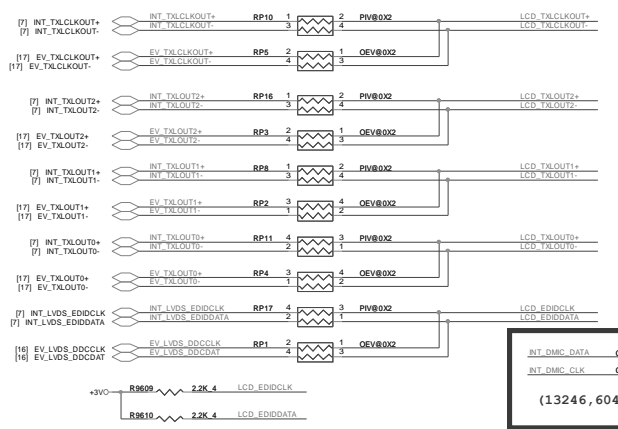 [7] INT_TXLCLKOUT+ INT_TXLCLKOUT+ RP10 1 2 PIV@0X2 LCD_TXLCLKOUT+
[7] INT_TXLCLKOUT- INT_TXLCLKOUT- 3 4 LCD_TXLCLKOUT-
[17] EV_TXLCLKOUT+ EV_TXLCLKOUT+ RP5 2 1 OEV@0X2
[17] EV_TXLCLKOUT- EV_TXLCLKOUT- 4 3
[7] INT_TXLOUT2+ INT_TXLOUT2+ RP16 1 2 PIV@0X2 LCD_TXLOUT2+
[7] INT_TXLOUT2- INT_TXLOUT2- 3 4 LCD_TXLOUT2-
[17] EV_TXLOUT2+ EV_TXLOUT2+ RP3 2 1 OEV@0X2
[17] EV_TXLOUT2- EV_TXLOUT2- 4 3
[7] INT_TXLOUT1+ INT_TXLOUT1+ RP8 1 2 PIV@0X2 LCD_TXLOUT1+
[7] INT_TXLOUT1- INT_TXLOUT1- 3 4 LCD_TXLOUT1-
[17] EV_TXLOUT1+ EV_TXLOUT1+ RP2 3 4 OEV@0X2
[17] EV_TXLOUT1- EV_TXLOUT1- 1 2
[7] INT_TXLOUT0+ INT_TXLOUT0+ RP11 4 3 PIV@0X2 LCD_TXLOUT0+
[7] INT_TXLOUT0- INT_TXLOUT0- 2 1 LCD_TXLOUT0-
[17] EV_TXLOUT0+ EV_TXLOUT0+ RP4 3 4 OEV@0X2
[17] EV_TXLOUT0- EV_TXLOUT0- 1 2
[7] INT_LVDS_EDIDCLK INT_LVDS_EDIDCLK RP17 4 3 PIV@0X2 LCD_EDIDCLK
[7] INT_LVDS_EDIDDATA INT_LVDS_EDIDDATA 2 1 LCD_EDIDDATA
[16] EV_LVDS_DDCCLK EV_LVDS_DDCCLK RP1 2 1 OEV@0X2
[16] EV_LVDS_DDCDAT EV_LVDS_DDCDAT 4 3
INT_DMIC_DATA
INT_DMIC_CLK
(13246,604
+3V R9609 2.2K_4 LCD_EDIDCLK
R9610 2.2K_4 LCD_EDIDDATA